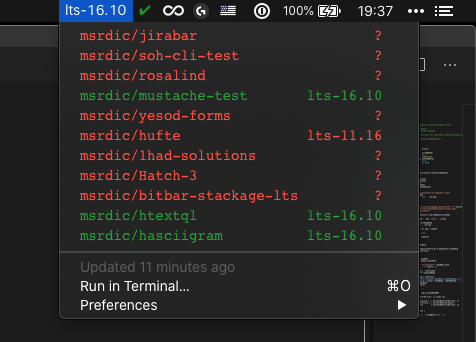 lts-16.10 100% 19:37
msrdic/jirabar ?
msrdic/soh-cli-test ?
msrdic/rosalind ?
msrdic/mustache-test lts-16.10
msrdic/yesod-forms ?
msrdic/hufte lts-11.16
msrdic/1had-solutions ?
msrdic/Hatch-3 ?
msrdic/bitbar-stackage-lts ?
msrdic/htextql lts-16.10
msrdic/hasciigram lts-16.10
Updated 11 minutes ago
Run in Terminal... ⌘O
Preferences